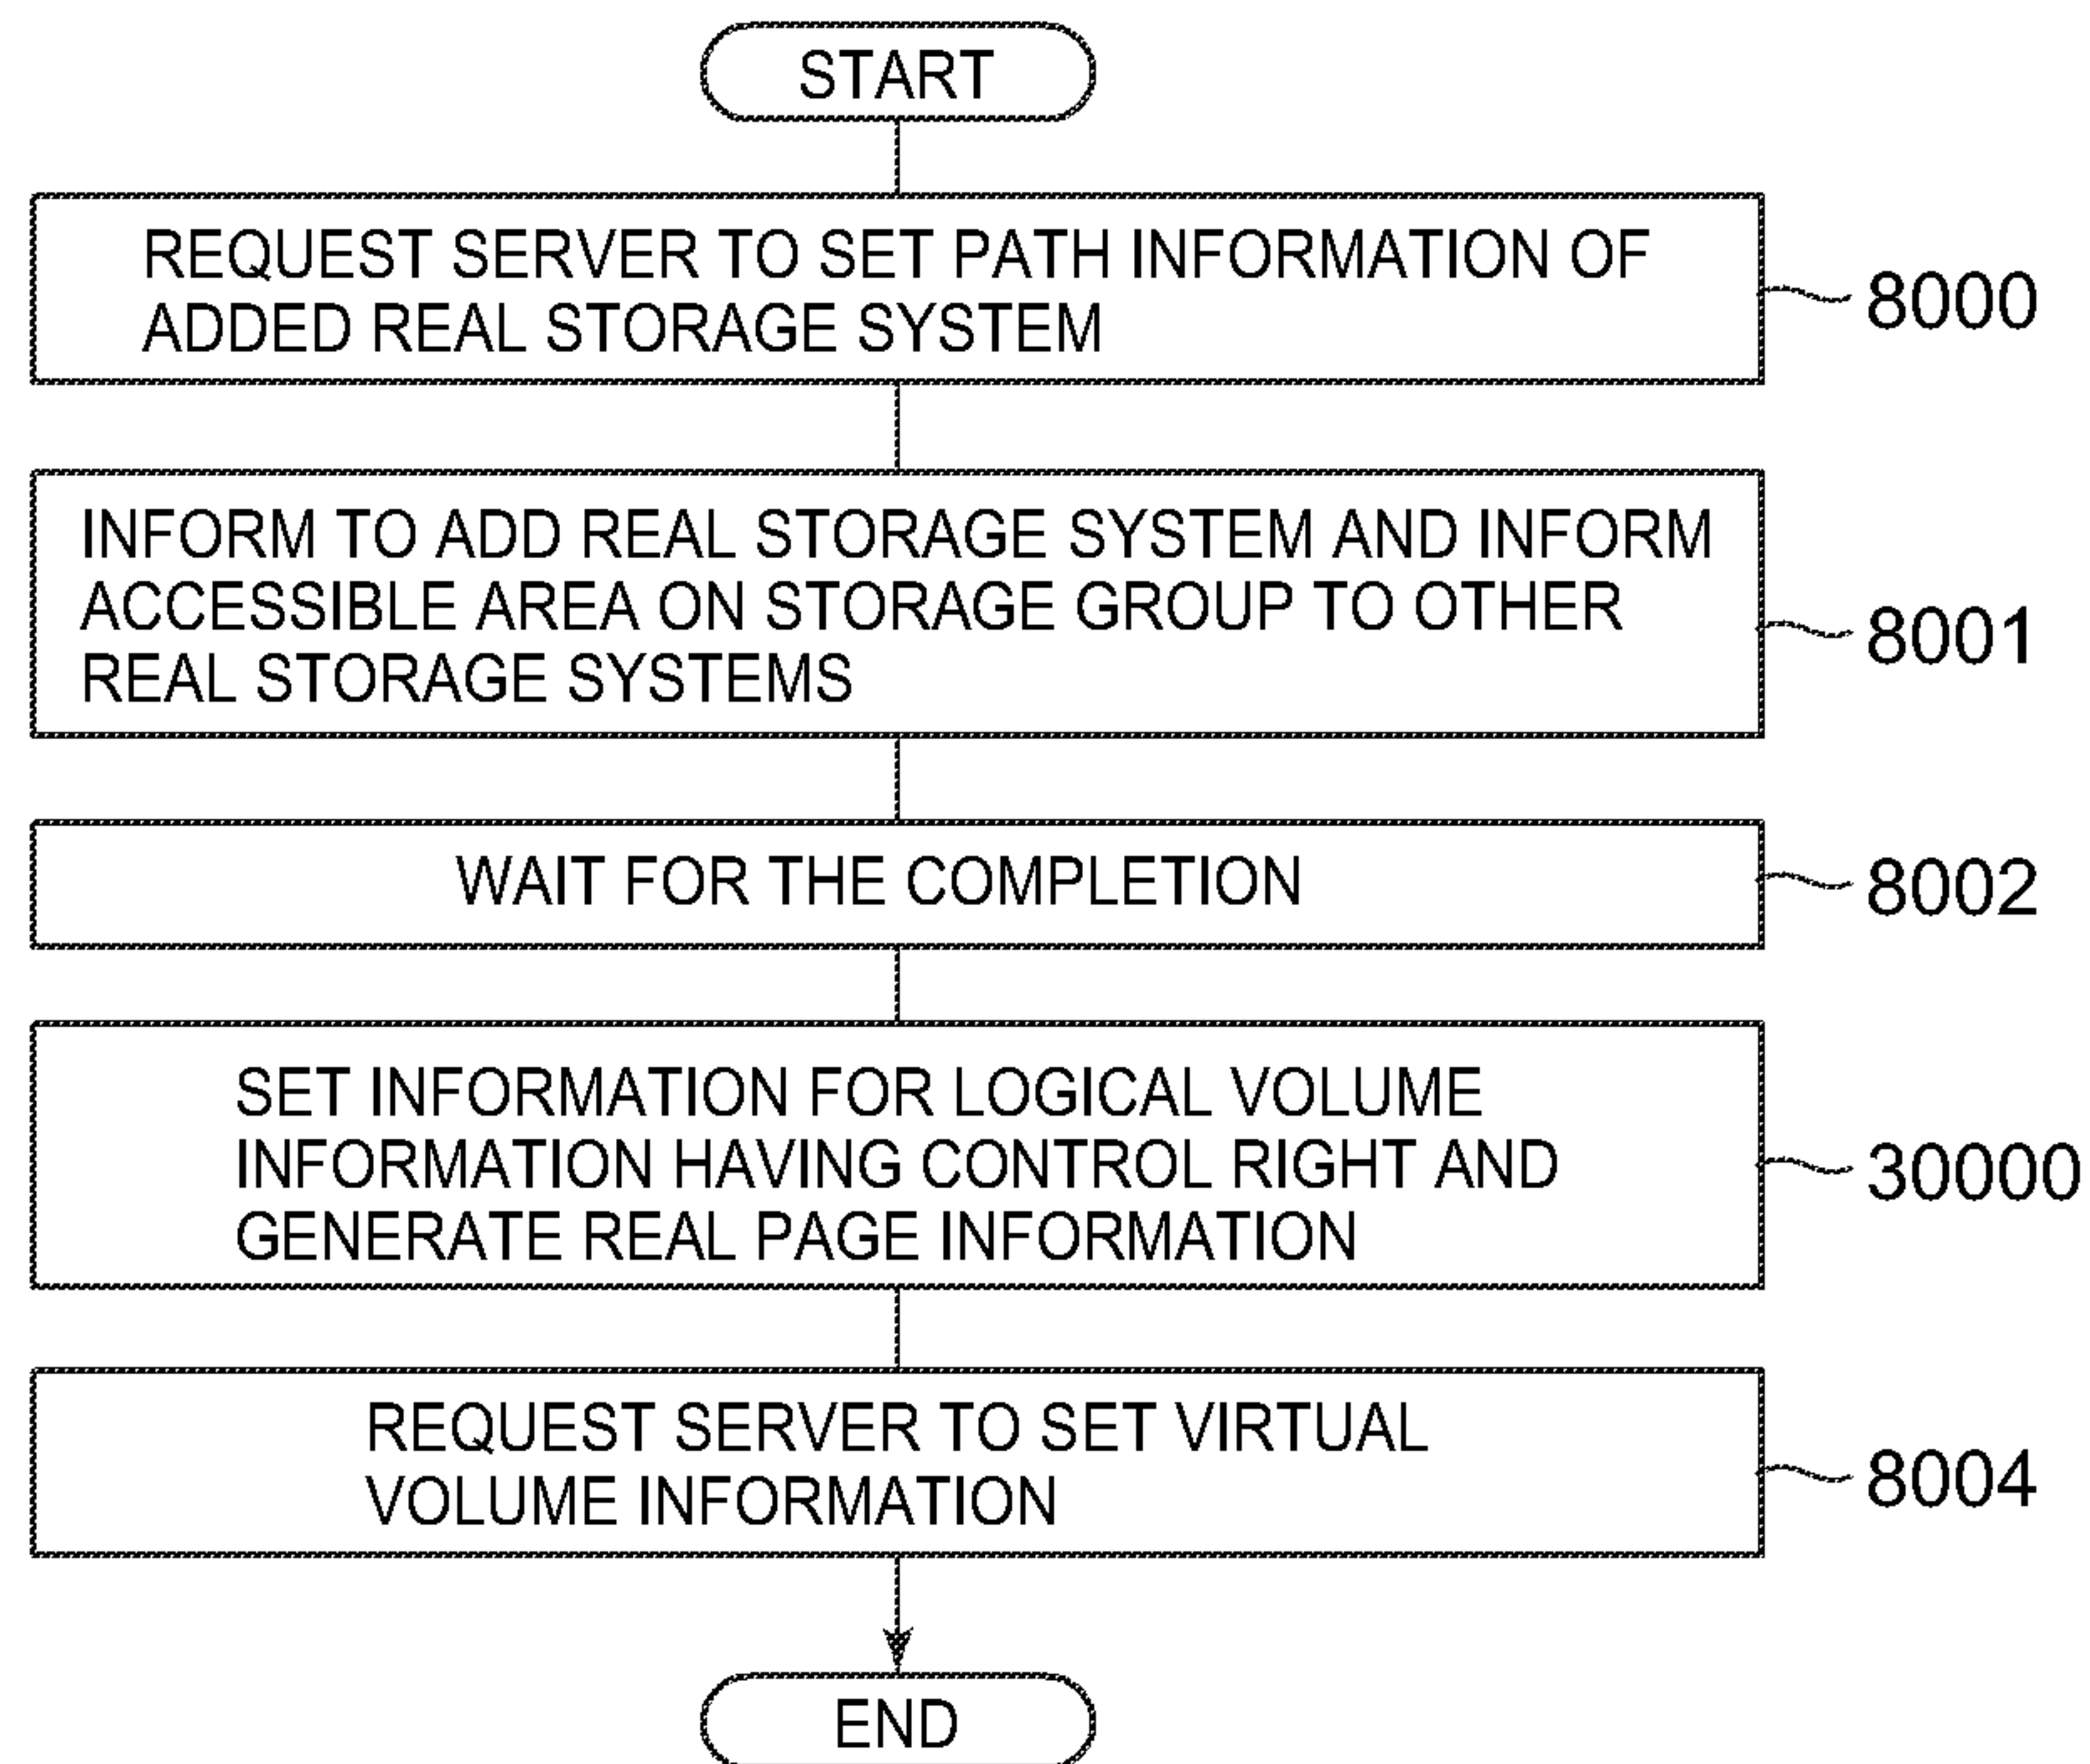 START
REQUEST SERVER TO SET PATH INFORMATION OF
ADDED REAL STORAGE SYSTEM
8000
INFORM TO ADD REAL STORAGE SYSTEM AND INFORM
ACCESSIBLE AREA ON STORAGE GROUP TO OTHER
REAL STORAGE SYSTEMS
8001
WAIT FOR THE COMPLETION
8002
SET INFORMATION FOR LOGICAL VOLUME
INFORMATION HAVING CONTROL RIGHT AND
GENERATE REAL PAGE INFORMATION
30000
REQUEST SERVER TO SET VIRTUAL
VOLUME INFORMATION
8004
END